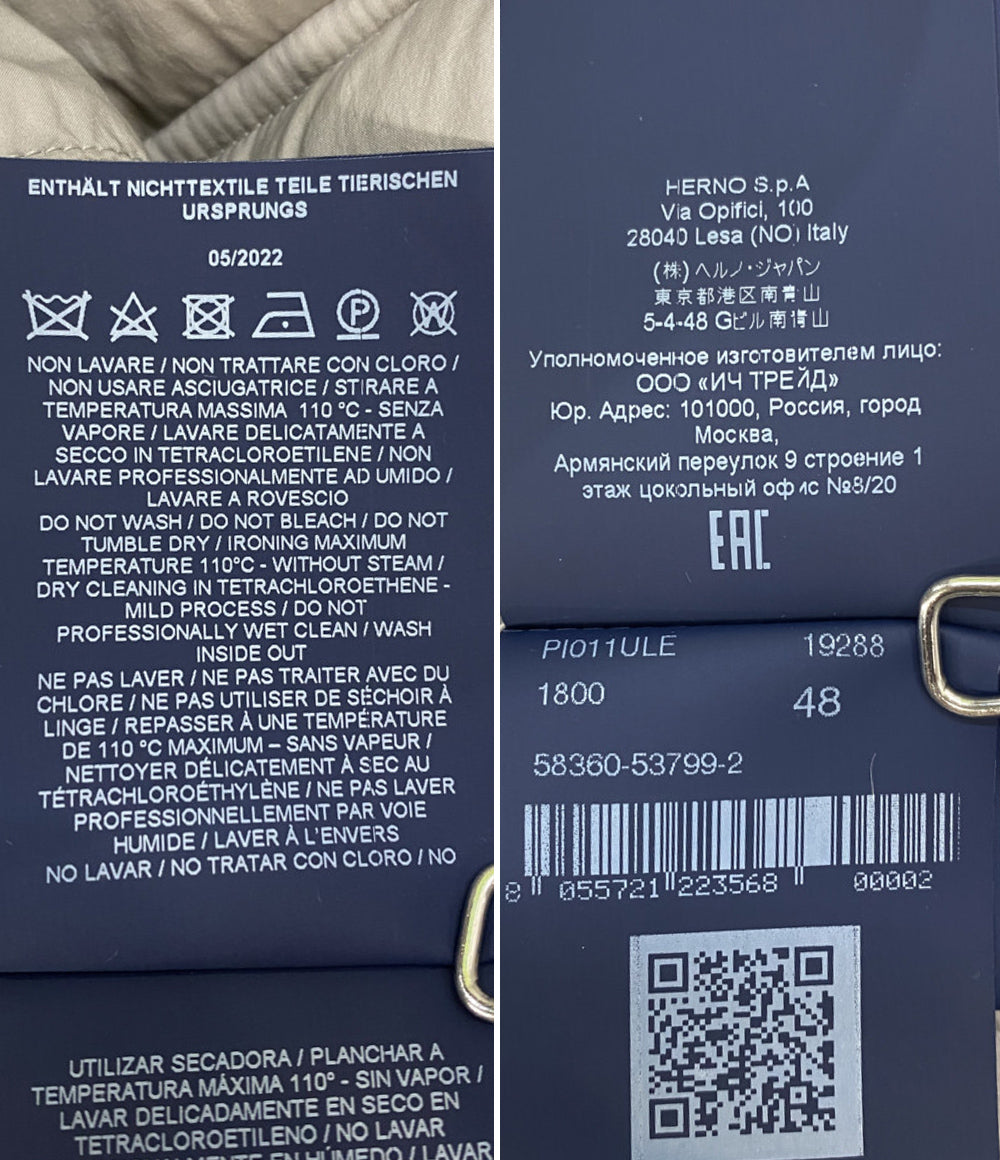 ENTHÄLT NICHTTEXTILE TEILE TIERISCHEN
URSPRUNGS
05/2022
P
W
NON LAVARE / NON TRATTARE CON CLORO /
NON USARE ASCIUGATRICE / STIRARE A
TEMPERATURA MASSIMA 110 °C - SENZA
VAPORE / LAVARE DELICATAMENTE A
SECCO IN TETRACLOROETILENE / NON
LAVARE PROFESSIONALMENTE AD UMIDO /
LAVARE A ROVESCIO
DO NOT WASH / DO NOT BLEACH / DO NOT
TUMBLE DRY / IRONING MAXIMUM
TEMPERATURE 110°C - WITHOUT STEAM /
DRY CLEANING IN TETRACHLOROETHENE -
MILD PROCESS / DO NOT
PROFESSIONALLY WET CLEAN / WASH
INSIDE OUT
NE PAS LAVER / NE PAS TRAITER AVEC DU
CHLORE / NE PAS UTILISER DE SÉCHOIR À
LINGE / REPASSER À UNE TEMPÉRATURE
DE 110 °C MAXIMUM – SANS VAPEUR /
NETTOYER DÉLICATEMENT À SEC AU
TÉTRACHLOROÉTHYLÈNE / NE PAS LAVER
PROFESSIONNELLEMENT PAR VOIE
HUMIDE / LAVER À L'ENVERS
NO LAVAR / NO TRATAR CON CLORO / NO
UTILIZAR SECADORA / PLANCHAR A
TEMPERATURA MÁXIMA 110° - SIN VAPOR /
LAVAR DELICADAMENTE EN SECO EN
TETRACLOROETILENO / NO LAVAR
EN HÚMEDO / LAVAR
HERNO S.p.A
Via Opifici, 100
28040 Lesa (NO) Italy
(株) ヘルノ・ジャパン
東京都港区南青山
5-4-48 Gビル南青山
Уполномоченное изготовителем лицо:
ООО «ИЧ ТРЕЙД»
Юр. Адрес: 101000, Россия, город
Москва,
Армянский переулок 9 строение 1
этаж цокольный офис №8/20
EAC
PI011ULE 19288
1800 48
58360-53799-2
8 055721 223568 00002